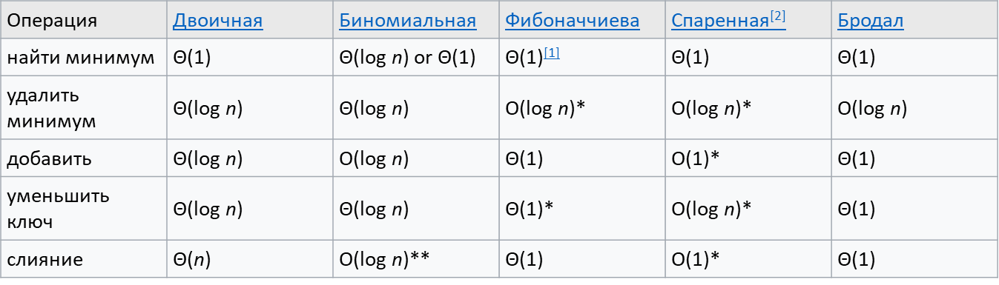 Операция Двоичная Биномиальная Фибоначчиева Спаренная[2] Бродал
найти минимум Θ(1) Θ(log n) or Θ(1) Θ(1)[1] Θ(1) Θ(1)
удалить
минимум Θ(log n) Θ(log n) O(log n)* O(log n)* O(log n)
добавить Θ(log n) O(log n) Θ(1) O(1)* Θ(1)
уменьшить
ключ Θ(log n) Θ(log n) Θ(1)* O(log n)* Θ(1)
слияние Θ(n) O(log n)** Θ(1) O(1)* Θ(1)